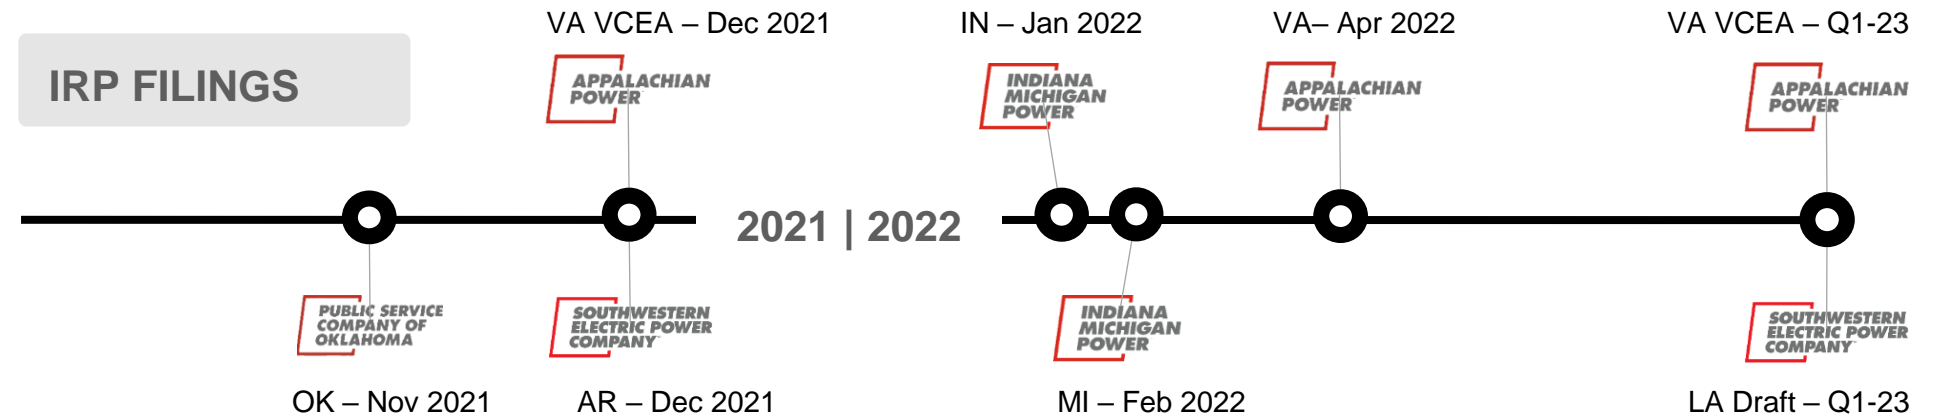 VA VCEA – Dec 2021
IN – Jan 2022
VA– Apr 2022
VA VCEA – Q1-23
IRP FILINGS
APPALACHIAN
POWER
INDIANA
MICHIGAN
POWER
APPALACHIAN
POWER
APPALACHIAN
POWER
2021 | 2022
PUBLIC SERVICE
COMPANY OF
OKLAHOMA
SOUTHWESTERN
ELECTRIC POWER
COMPANY
INDIANA
MICHIGAN
POWER
SOUTHWESTERN
ELECTRIC POWER
COMPANY
OK – Nov 2021
AR – Dec 2021
MI – Feb 2022
LA Draft – Q1-23